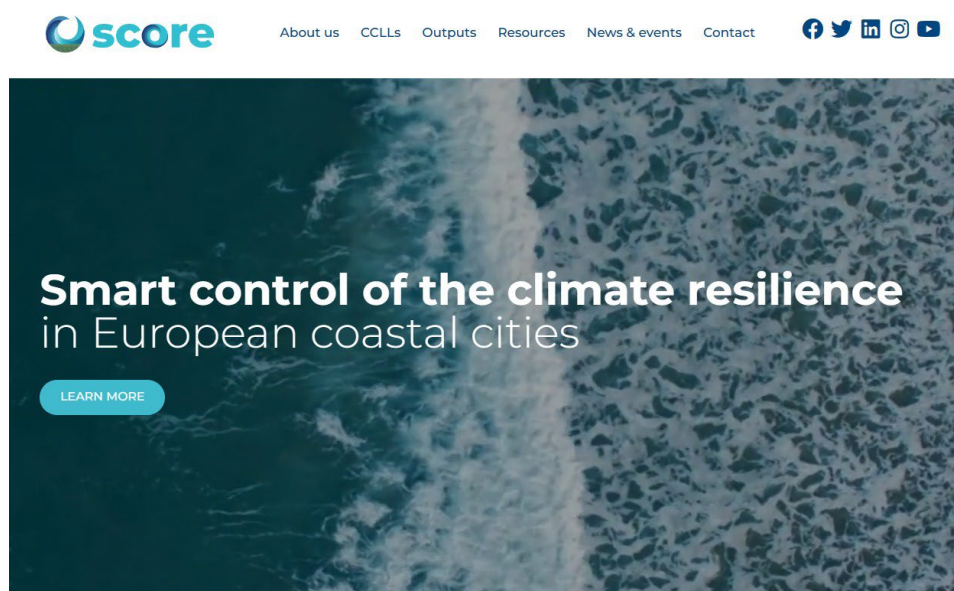 score
About us CCLLs Outputs Resources News & events Contact
Smart control of the climate resilience
in European coastal cities
LEARN MORE